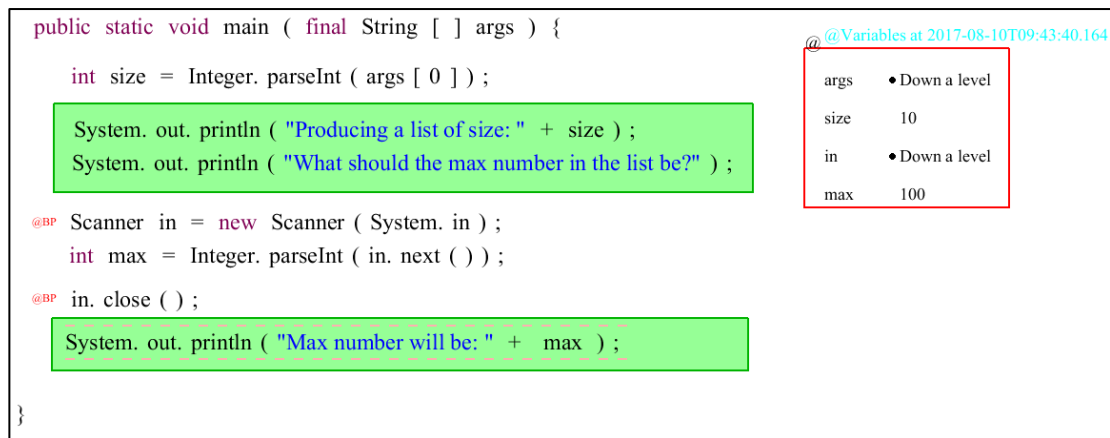 public static void main ( final String [ ] args ) {
int size = Integer. parseInt ( args [ 0 ] ) ;
System. out. println ( "Producing a list of size: " + size ) ;
System. out. println ( "What should the max number in the list be?" ) ;
@BP Scanner in = new Scanner ( System. in ) ;
int max = Integer. parseInt ( in. next ( ) ) ;
@BP in. close ( ) ;
System. out. println ( "Max number will be: " + max ) ;
}
@ @Variables at 2017-08-10T09:43:40.164
args ● Down a level
size 10
in ● Down a level
max 100